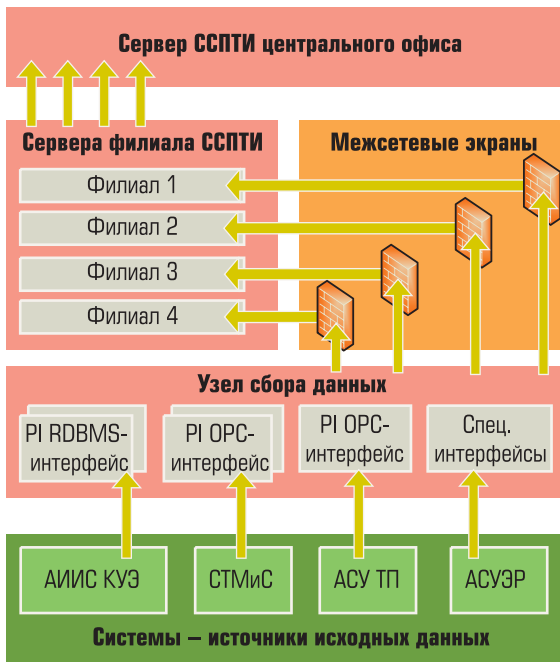 Сервер ССПТИ центрального офиса
Сервера филиала ССПТИ
Межсетевые экраны
Филиал 1
Филиал 2
Филиал 3
Филиал 4
Узел сбора данных
PI RDBMS-
интерфейс
PI OPC-
интерфейс
PI OPC-
интерфейс
Спец.
интерфейсы
АИИС КУЭ
СТМиС
АСУ ТП
АСУЭР
Системы – источники исходных данных